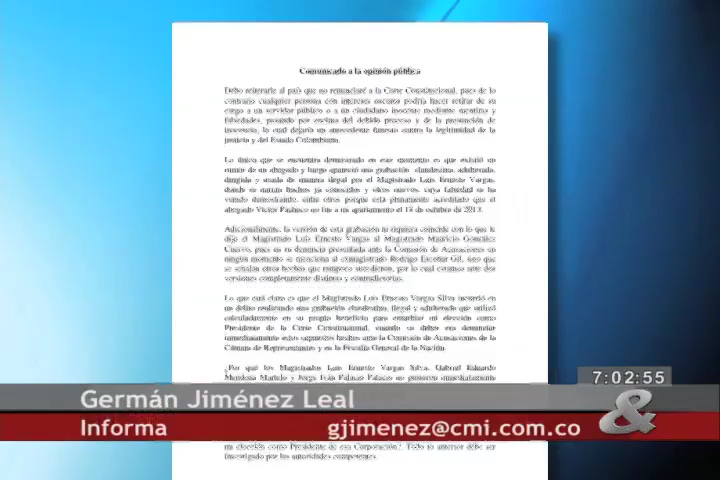 Comunicado a la opinión pública
Debo reiterarle al país que no renunciaré a la Corte Constitucional, pues de lo
contrario cualquier persona con intereses oscuros podría hacer retirar de su
cargo a un servidor público o a un ciudadano inocente mediante mentiras y
falsedades, pasando por encima del debido proceso y de la presunción de
inocencia, lo cual dejaría un antecedente funesto contra la legitimidad de la
justicia y del Estado Colombiano.
Lo único que se encuentra demostrado en este momento es que existió un
rumor de un abogado y luego apareció una grabación clandestina, adulterada,
dirigida y usada de manera ilegal por el Magistrado Luis Ernesto Vargas,
donde se narran hechos ya conocidos y otros nuevos, cuya falsedad se ha
venido demostrando, entre otros porque está plenamente acreditado que el
abogado Víctor Pacheco no fue a mi apartamento el 18 de octubre de 2013.
Adicionalmente, la versión de esta grabación ni siquiera coincide con lo que le
dijo el Magistrado Luis Ernesto Vargas al Magistrado Mauricio González
Cuervo, pues en su denuncia presentada ante la Comisión de Acusaciones en
ningún momento se menciona al exmagistrado Rodrigo Escobar Gil, sino que
se señalan otros hechos que tampoco sucedieron, por lo cual estamos ante dos
versiones completamente distintas y contradictorias.
Lo que está claro es que el Magistrado Luis Ernesto Vargas Silva incurrió en
un delito realizando una grabación clandestina, ilegal y adulterada que utilizó
calculadamente en su propio beneficio para enturbiar mi elección como
Presidente de la Corte Constitucional, cuando su deber era denunciar
inmediatamente estos supuestos hechos ante la Comisión de Acusaciones de la
Cámara de Representantes y en la Fiscalía General de la Nación.
¿Por qué los Magistrados Luis Ernesto Vargas Silva, Gabriel Eduardo
Mendoza Martelo y Jorge Iván Palacio Palacio no pusieron inmediatamente
7:02:55
Germán Jiménez Leal
&
Informa gjimenez@cmi.com.co
mi elección como Presidente de esa Corporación?. Todo lo anterior debe ser
investigado por las autoridades competentes.